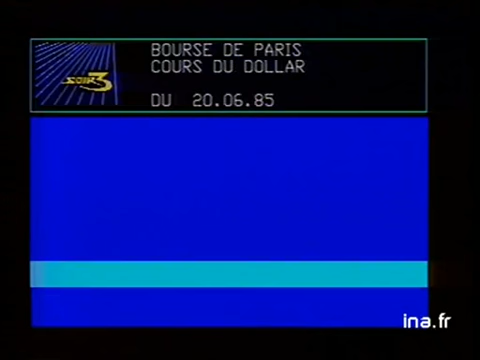 SOIR 3
BOURSE DE PARIS
COURS DU DOLLAR
DU 20.06.85
ina.fr